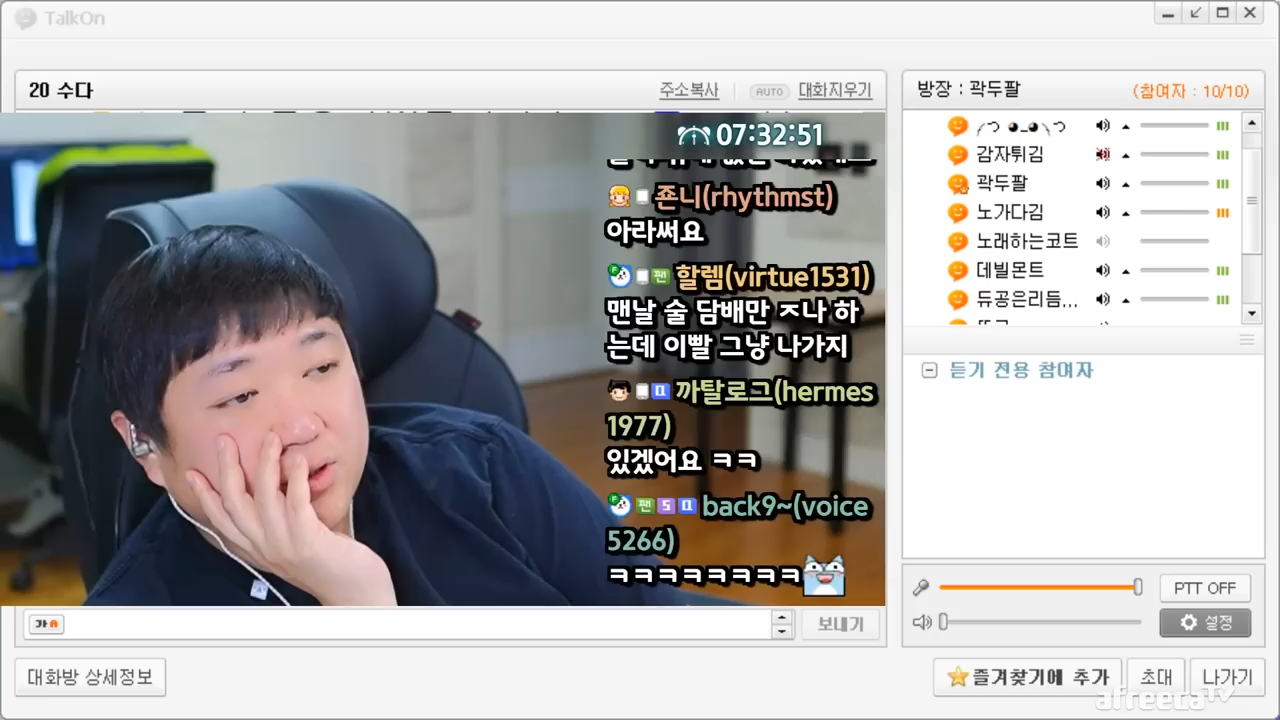 TalkOn
20 수다
주소복사
AUTO
대화지우기
방장 : 곽두팔
(참여자 : 10/10)
07:32:51
죤니(rhythmst)
아라써요
할렘(virtue1531)
맨날 술 담배만 ㅈ나 하
는데 이빨 그냥 나가지
까탈로그(hermes
1977)
있겠어요 ㅋㅋ
back9~(voice
5266)
ㅋㅋㅋㅋㅋㅋㅋㅋ
감자튀김
곽두팔
노가다김
노래하는코트
데빌몬트
듀공은리듬...
듣기 전용 참여자
PTT OFF
설정
보내기
대화방 상세정보
즐겨찾기에 추가
초대
나가기
afreecaTV